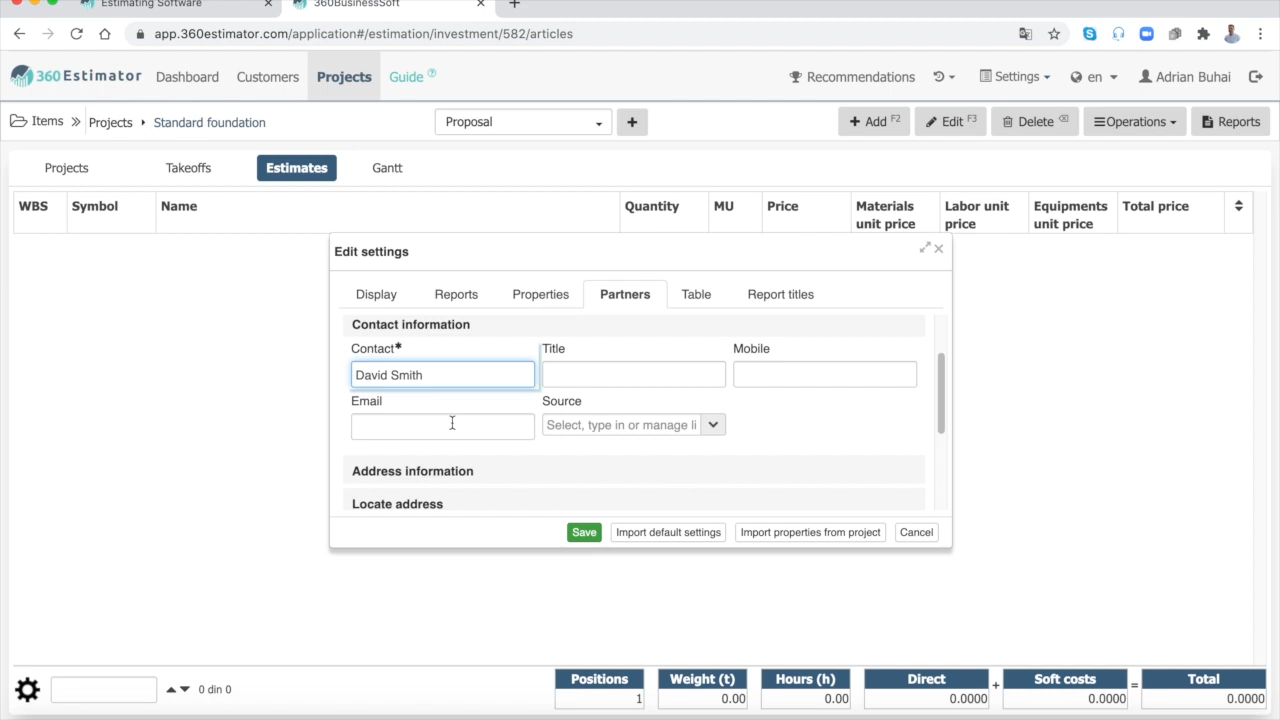 Estimating Software
360BusinessSoft
app.360estimator.com/application#/estimation/investment/582/articles
360Estimator Dashboard Customers Projects Guide ? Recommendations Settings en Adrian Buhai
Items Projects Standard foundation Proposal + Add F2 Edit F3 Delete Operations Reports
Projects Takeoffs Estimates Gantt
WBS Symbol Name Quantity MU Price Materials unit price Labor unit price Equipments unit price Total price
Edit settings
Display Reports Properties Partners Table Report titles
Contact information
Contact* Title Mobile
David Smith
Email Source
Select, type in or manage li
Address information
Locate address
Save Import default settings Import properties from project Cancel
Positions Weight (t) Hours (h) Direct Soft costs Total
0 din 0 1 0.00 0.00 0.0000 + 0.0000 = 0.0000